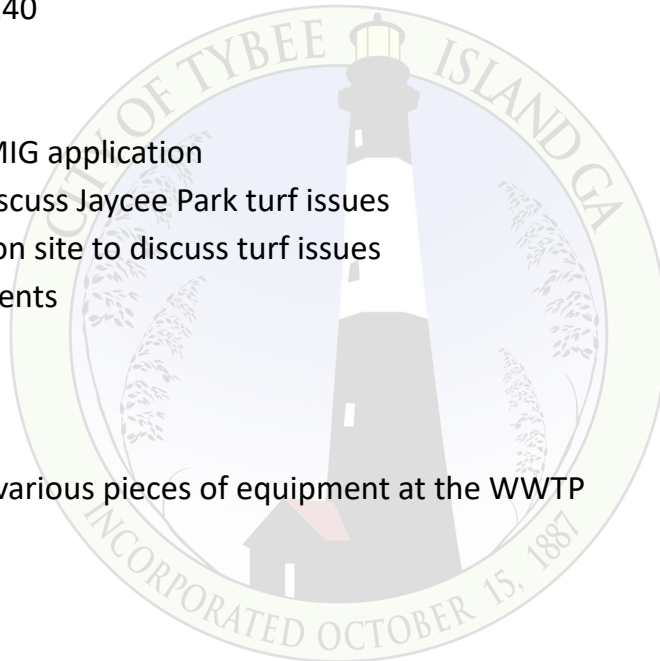 40
CITY OF TYBEE ISLAND GA
MIG application
scuss Jaycee Park turf issues
on site to discuss turf issues
ents
various pieces of equipment at the WWTP
INCORPORATED OCTOBER 15, 1887